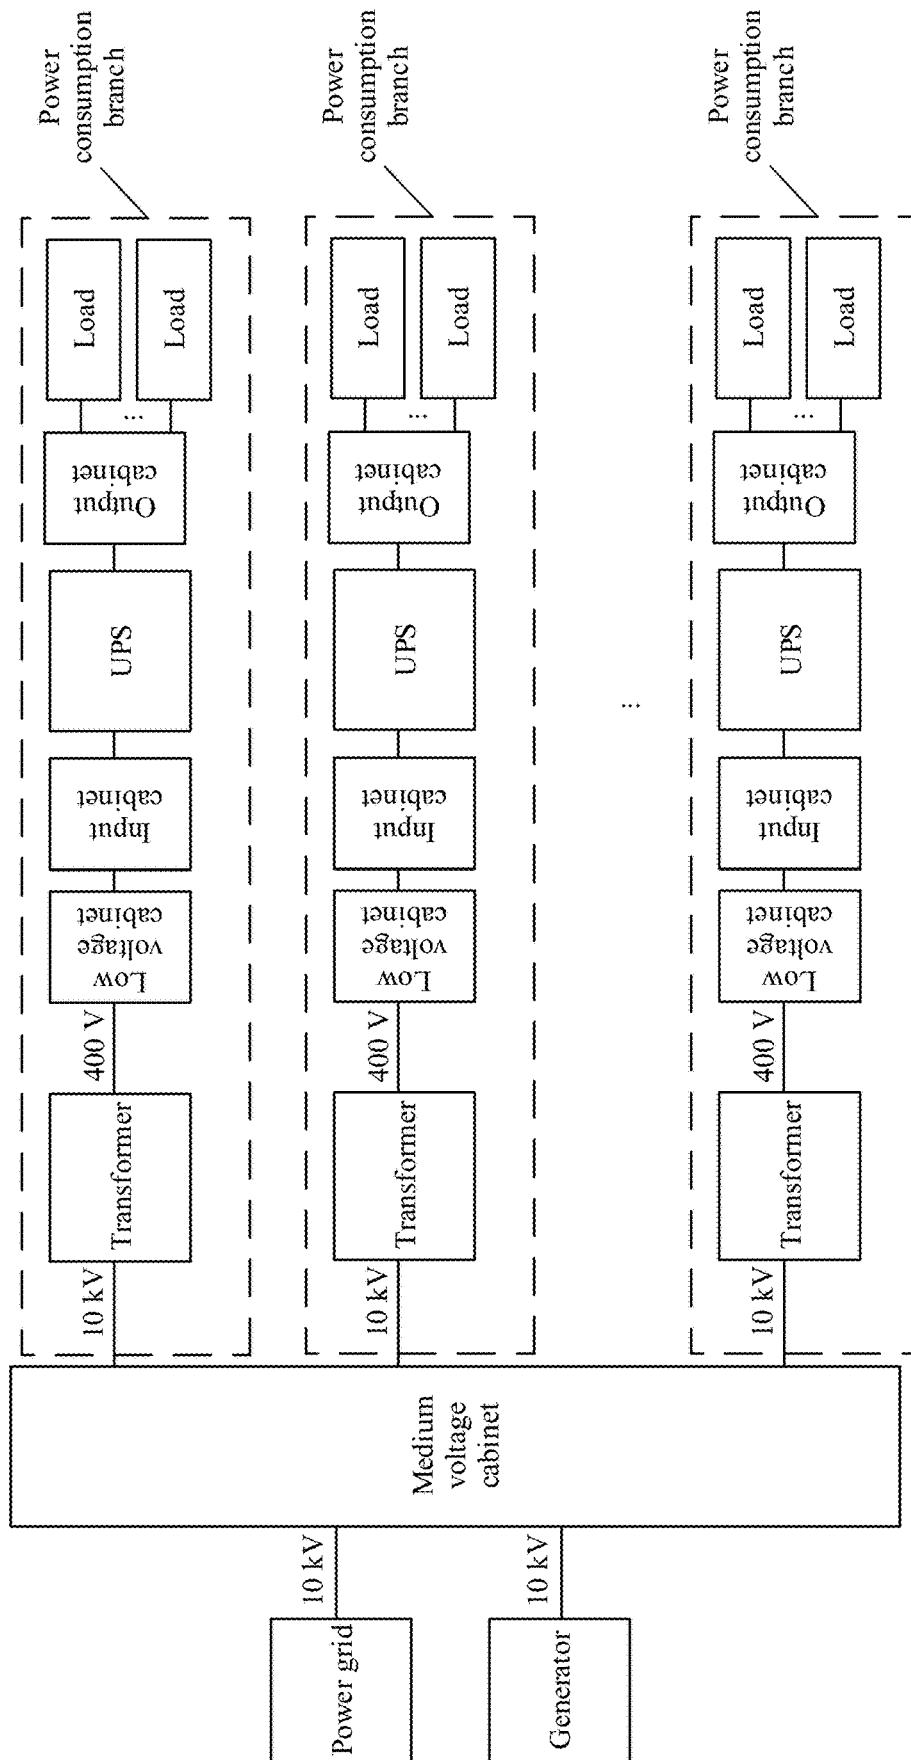 Power grid
10 kV
Generator
10 kV
Medium
voltage
cabinet
10 kV
Transformer
400 V
Low
voltage
cabinet
Input
cabinet
UPS
Output
cabinet
Load
...
Load
Power
consumption
branch
10 kV
Transformer
400 V
Low
voltage
cabinet
Input
cabinet
UPS
Output
cabinet
Load
...
Load
Power
consumption
branch
...
10 kV
Transformer
400 V
Low
voltage
cabinet
Input
cabinet
UPS
Output
cabinet
Load
...
Load
Power
consumption
branch